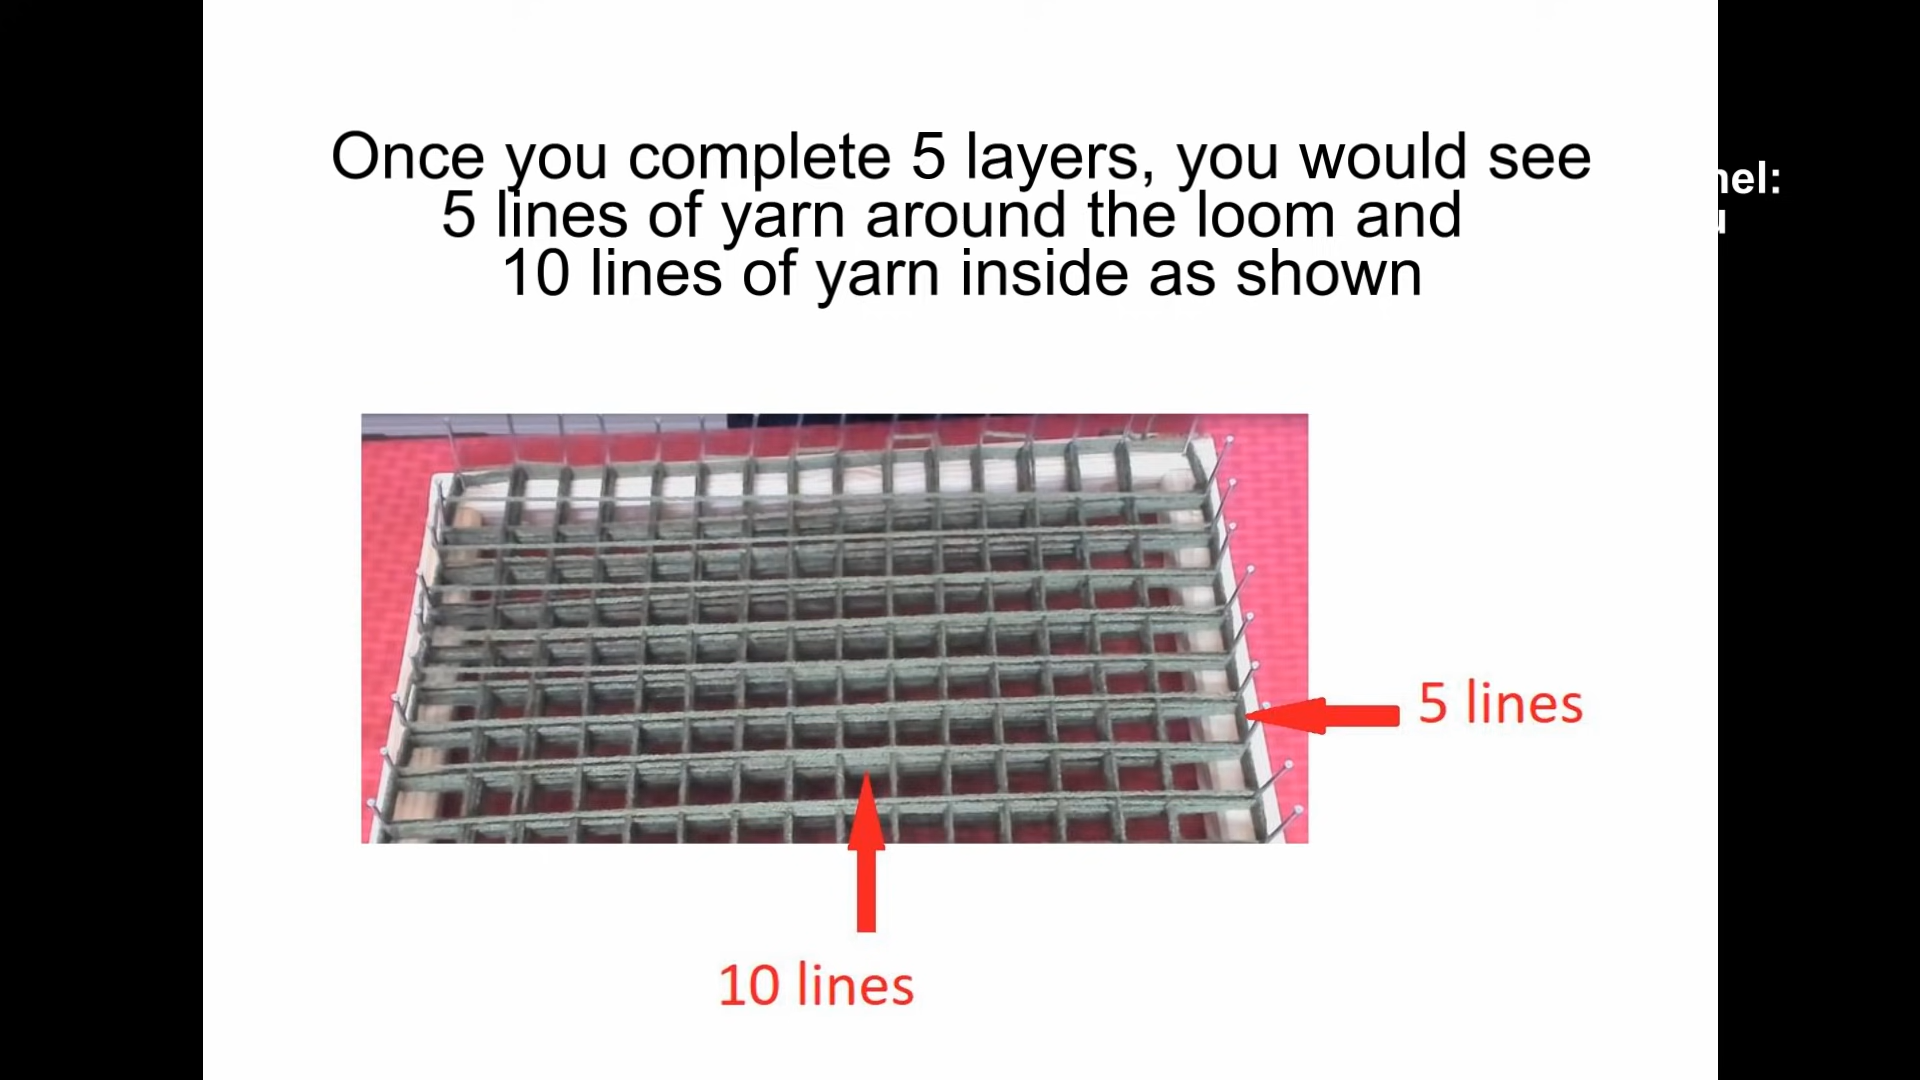 Once you complete 5 layers, you would see
5 lines of yarn around the loom and
10 lines of yarn inside as shown
5 lines
10 lines